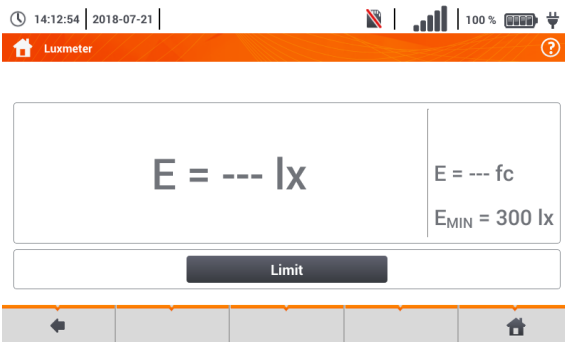 14:12:54 2018-07-21 100 %
Luxmeter ?
E = --- lx
E = --- fc
EMIN = 300 lx
Limit